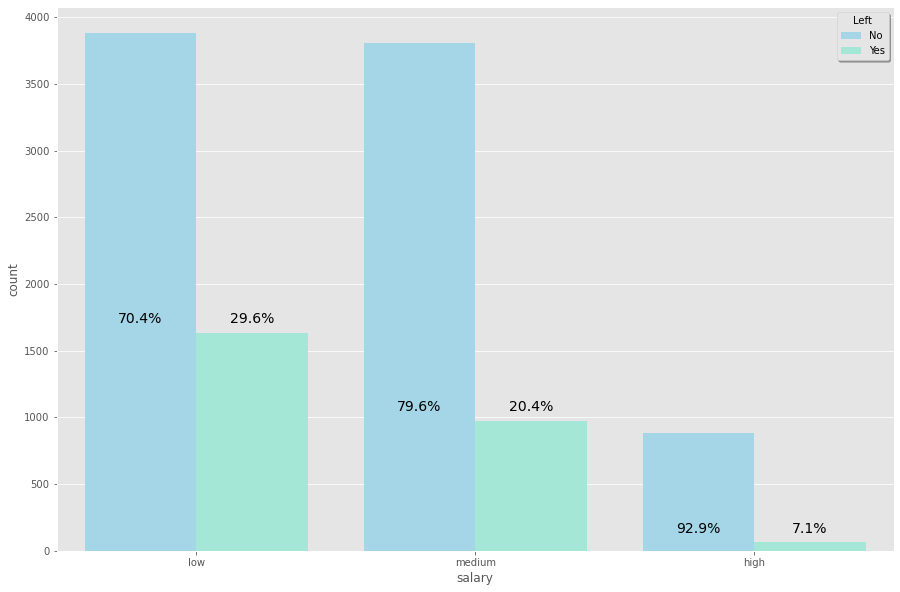 Left
No
Yes
4000
3500
3000
2500
2000
1500
1000
500
0
count
70.4%
29.6%
79.6%
20.4%
92.9%
7.1%
low
medium
high
salary